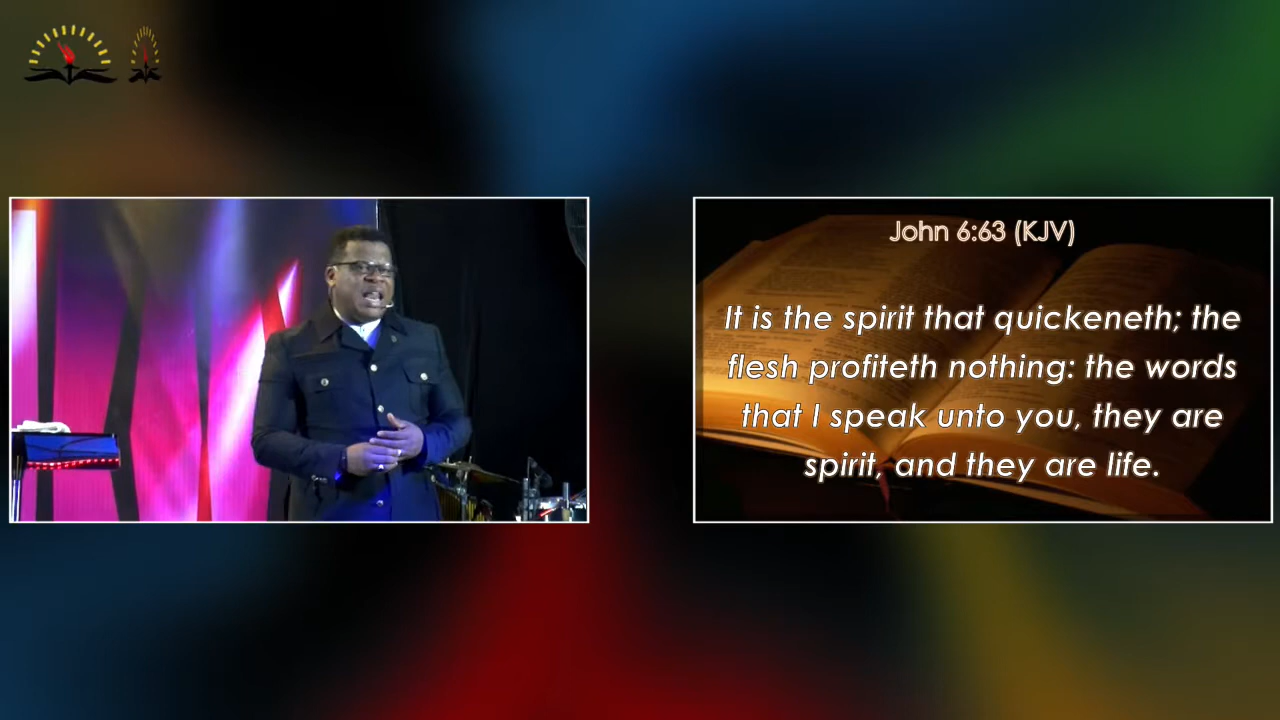 John 6:63 (KJV)
It is the spirit that quickeneth; the
flesh profiteth nothing: the words
that I speak unto you, they are
spirit, and they are life.